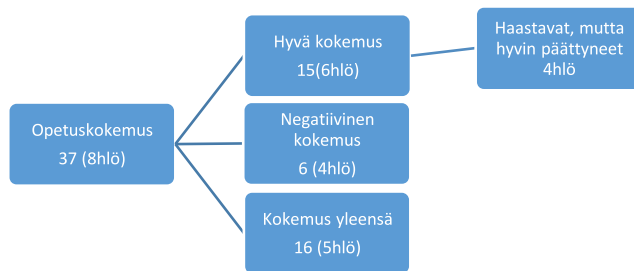 Opetuskokemus
37 (8hlö)
Hyvä kokemus
15(6hlö)
Haastavat, mutta
hyvin päättyneet
4hlö
Negatiivinen
kokemus
6 (4hlö)
Kokemus yleensä
16 (5hlö)